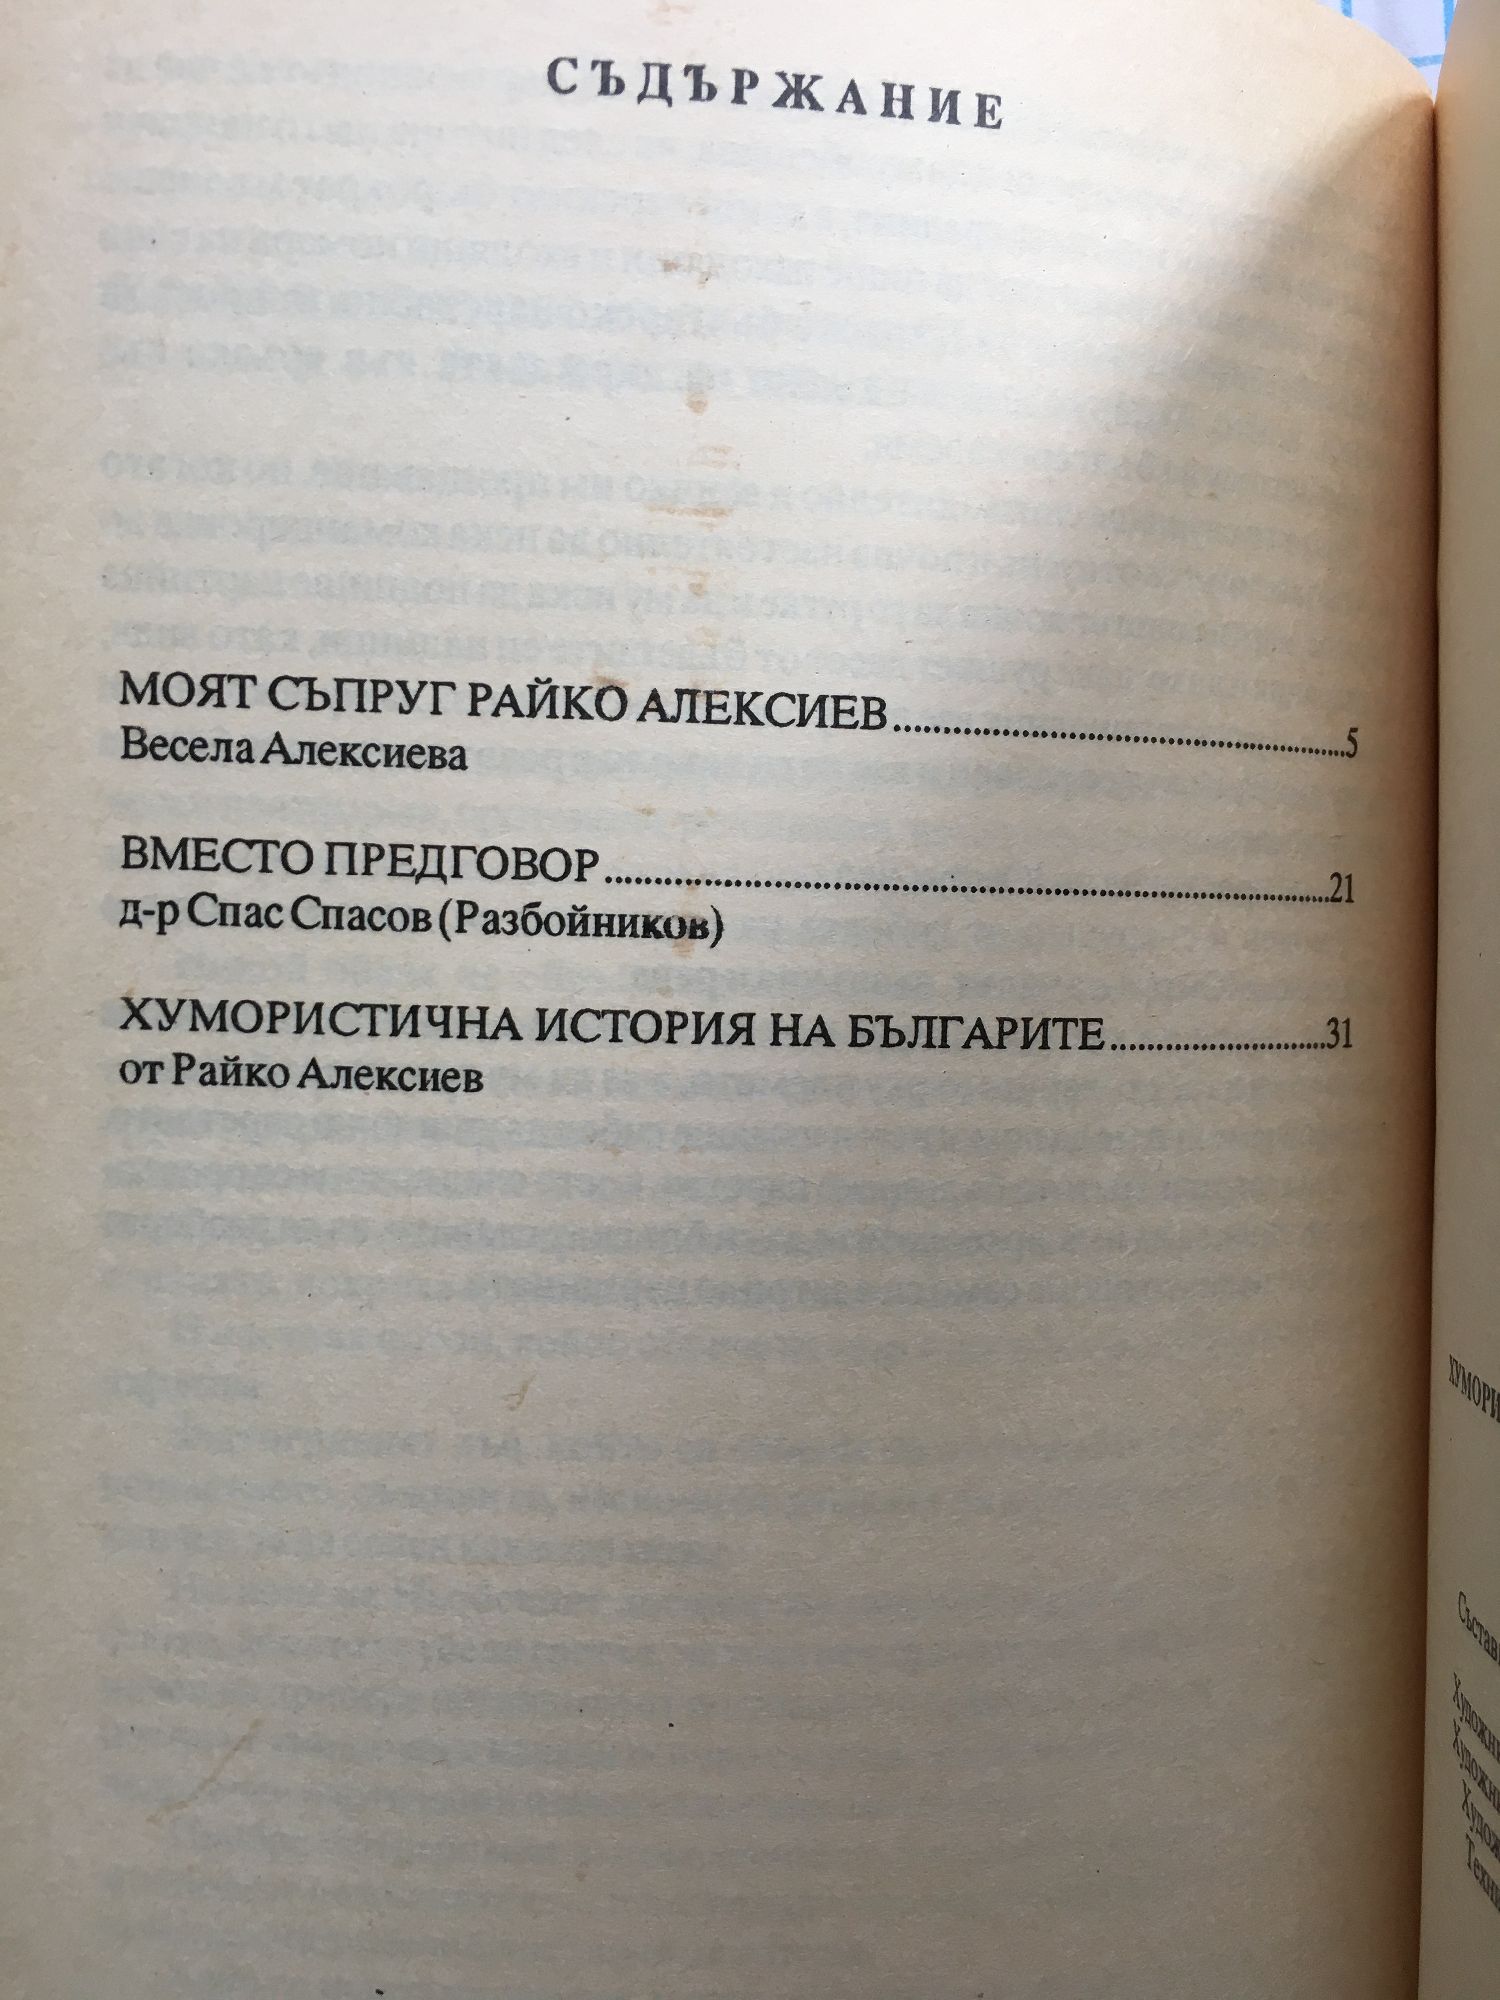 СЪДЪРЖАНИЕ
МОЯТ СЪПРУГ РАЙКО АЛЕКСИЕВ.......................................5
Весела Алексиева
ВМЕСТО ПРЕДГОВОР.......................................................................21
д-р Спас Спасов (Разбойников)
ХУМОРИСТИЧНА ИСТОРИЯ НА БЪЛГАРИТЕ............................31
от Райко Алексиев